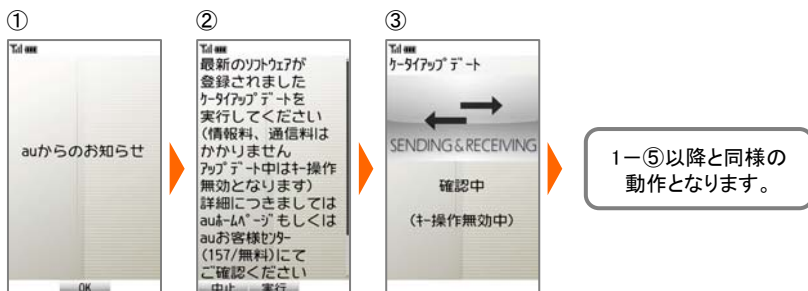 ①
②
③
auからのお知らせ
OK
最新のｿﾌﾄｳｪｱが
登録されました
ｹｰﾀｲｱｯﾌﾟﾃﾞｰﾄを
実行してください
(情報料、通信料は
かかりません
ｱｯﾌﾟﾃﾞｰﾄ中はｷｰ操作
無効となります)
詳細につきましては
auﾎｰﾑﾍﾟｰｼﾞもしくは
auお客様ｾﾝﾀｰ
(157/無料)にて
ご確認ください
中止 実行
ｹｰﾀｲｱｯﾌﾟﾃﾞｰﾄ
SENDING & RECEIVING
確認中
(ｷｰ操作無効中)
1－⑤以降と同様の
動作となります。